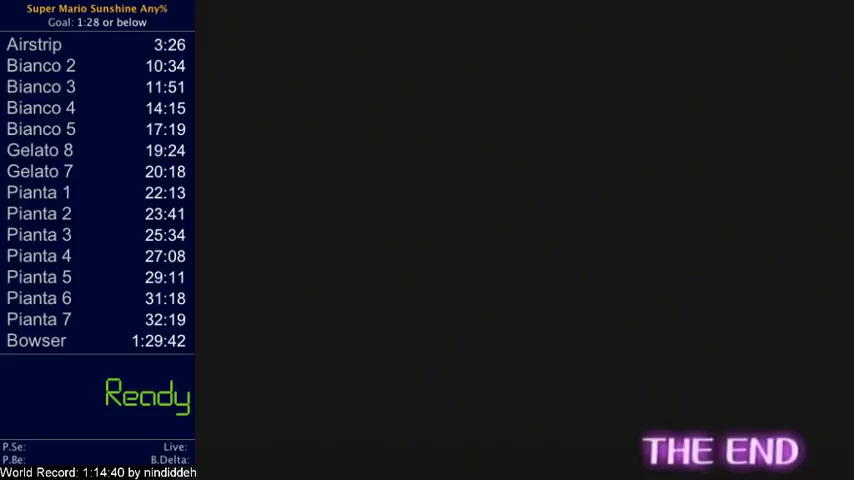 Super Mario Sunshine Any%
Goal: 1:28 or below
Airstrip 3:26
Bianco 2 10:34
Bianco 3 11:51
Bianco 4 14:15
Bianco 5 17:19
Gelato 8 19:24
Gelato 7 20:18
Pianta 1 22:13
Pianta 2 23:41
Pianta 3 25:34
Pianta 4 27:08
Pianta 5 29:11
Pianta 6 31:18
Pianta 7 32:19
Bowser 1:29:42
Ready
P.Se: Live:
P.Be: B.Delta:
World Record: 1:14:40 by nindiddeh
THE END